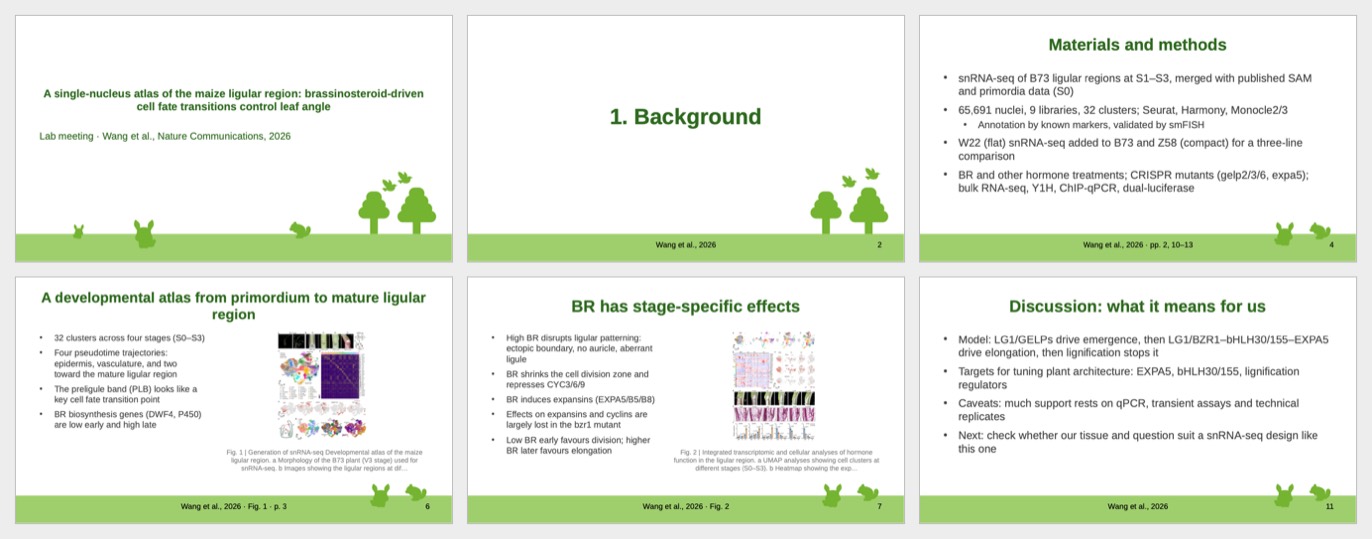 A single-nucleus atlas of the maize ligular region: brassinosteroid-driven
cell fate transitions control leaf angle
Lab meeting · Wang et al., Nature Communications, 2026
1. Background
Wang et al., 2026
2
Materials and methods
• snRNA-seq of B73 ligular regions at S1–S3, merged with published SAM
and primordia data (S0)
• 65,691 nuclei, 9 libraries, 32 clusters; Seurat, Harmony, Monocle2/3
• Annotation by known markers, validated by smFISH
• W22 (flat) snRNA-seq added to B73 and Z58 (compact) for a three-line
comparison
• BR and other hormone treatments; CRISPR mutants (gelp2/3/6, expa5);
bulk RNA-seq, Y1H, ChIP-qPCR, dual-luciferase
Wang et al., 2026 · pp. 2, 10–13
4
A developmental atlas from primordium to mature ligular
region
• 32 clusters across four stages (S0–S3)
• Four pseudotime trajectories:
epidermis, vasculature, and two
toward the mature ligular region
• The preligule band (PLB) looks like a
key cell fate transition point
• BR biosynthesis genes (DWF4, P450)
are low early and high late
Fig. 1 | Generation of snRNA-seq Developmental atlas of the maize
ligular region. a Morphology of the B73 plant (V3 stage) used for
snRNA-seq. b Images showing the ligular regions at dif...
Wang et al., 2026 · Fig. 1 · p. 3
6
BR has stage-specific effects
• High BR disrupts ligular patterning:
ectopic boundary, no auricle, aberrant
ligule
• BR shrinks the cell division zone and
represses CYC3/6/9
• BR induces expansins (EXPA5/B5/B8)
• Effects on expansins and cyclins are
largely lost in the bzr1 mutant
• Low BR early favours division; higher
BR later favours elongation
Fig. 2 | Integrated transcriptomic and cellular analyses of hormone
function in the ligular region. a UMAP analyses showing cell clusters at
different stages (S0–S3). b Heatmap showing the exp...
Wang et al., 2026 · Fig. 2
7
Discussion: what it means for us
• Model: LG1/GELPs drive emergence, then LG1/BZR1–bHLH30/155–EXPA5
drive elongation, then lignification stops it
• Targets for tuning plant architecture: EXPA5, bHLH30/155, lignification
regulators
• Caveats: much support rests on qPCR, transient assays and technical
replicates
• Next: check whether our tissue and question suit a snRNA-seq design like
this one
Wang et al., 2026
11